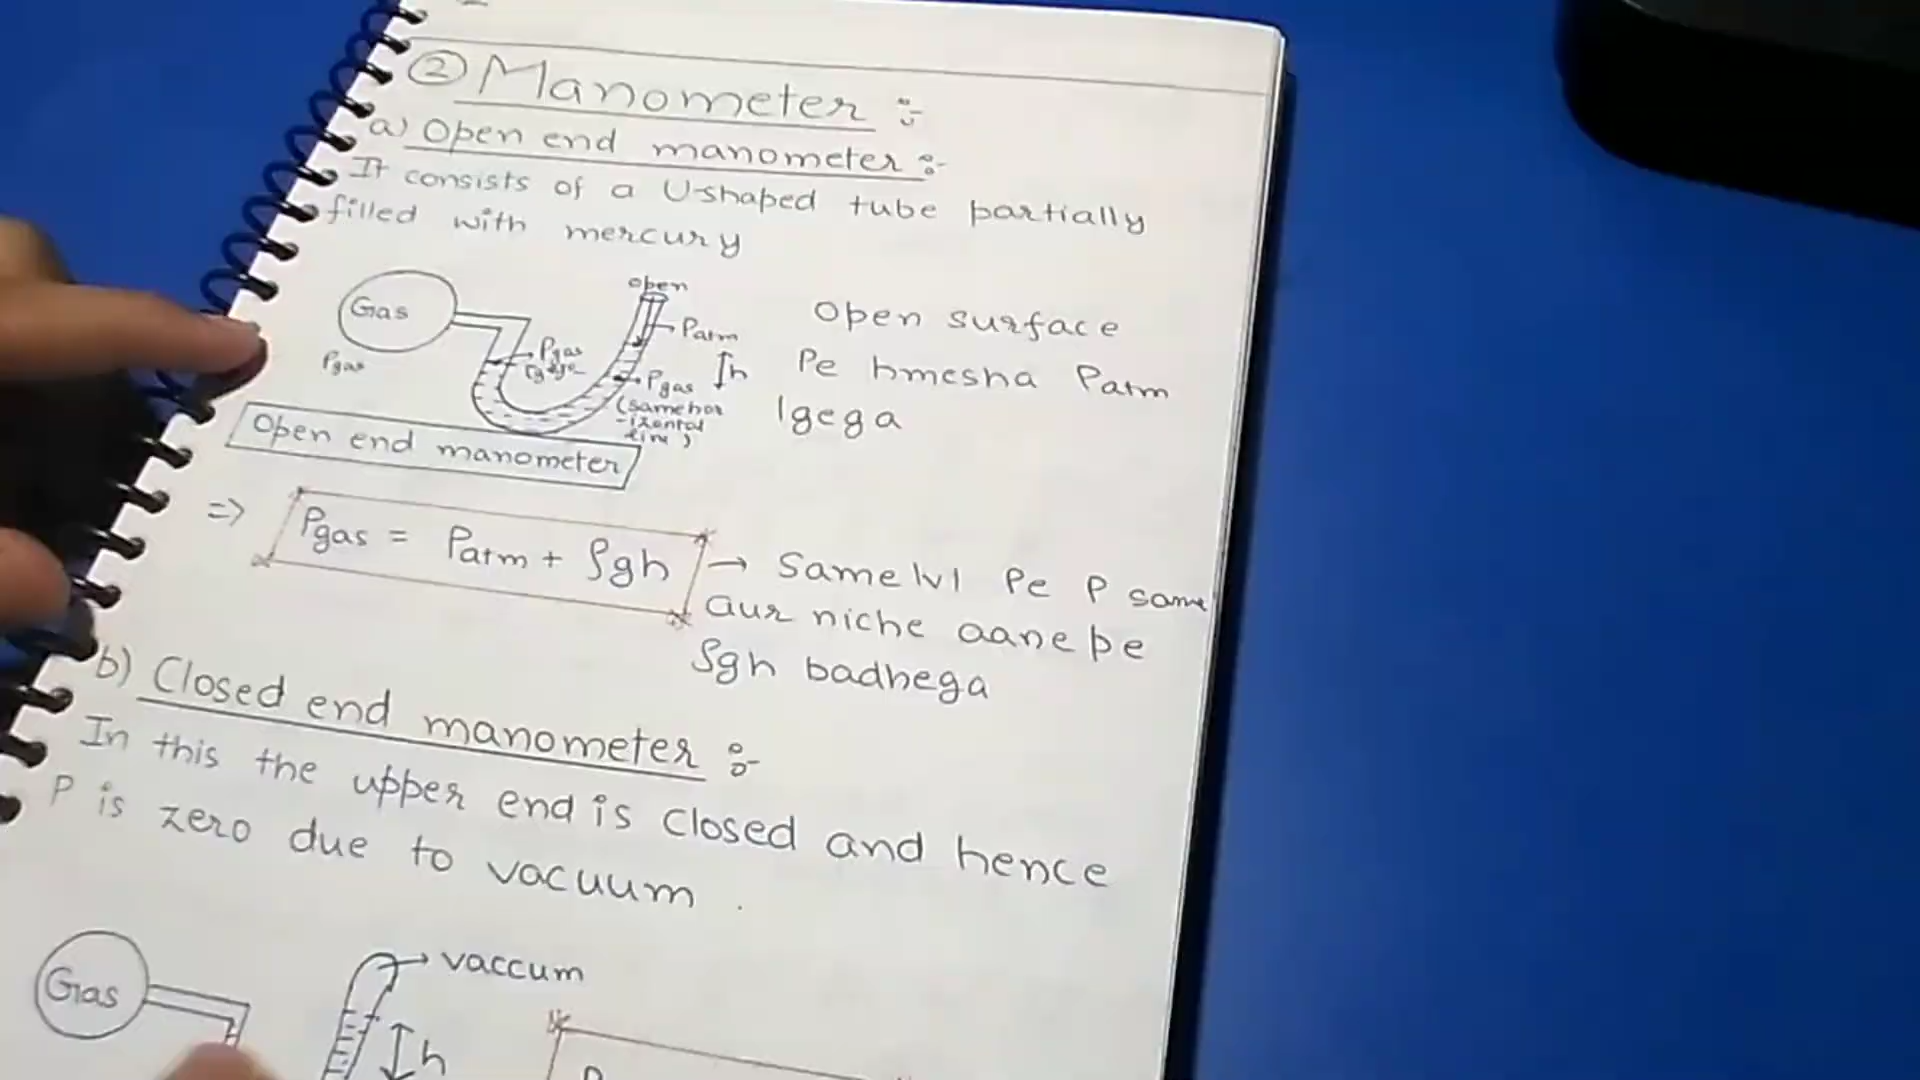 ② Manometer :-
a) Open end manometer :-
It consists of a U-shaped tube partially
filled with mercury
Gas
Pgas
open
Patm
Pgas
h
Pgas
(same hor
-izontal
line)
Open surface
Pe hmesha Patm
lgega
Open end manometer
=> Pgas = Patm + ρgh → Same lvl Pe P same
aur niche aane pe
ρgh badhega
b) Closed end manometer :-
In this the upper end is closed and hence
P is zero due to vacuum .
Gas
vaccum
h